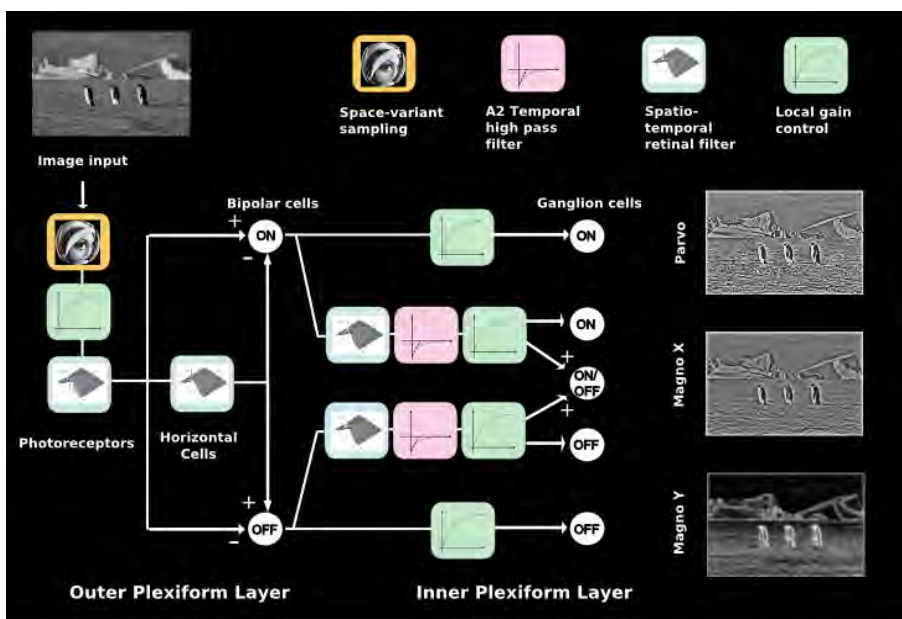 Space-variant
sampling
A2 Temporal
high pass
filter
Spatio-
temporal
retinal filter
Local gain
control
Image input
Bipolar cells
Ganglion cells
+
ON
-
ON
Parvo
ON
+
ON/
OFF
+
Magno X
Photoreceptors
Horizontal
Cells
OFF
+
OFF
-
OFF
Magno Y
Outer Plexiform Layer
Inner Plexiform Layer